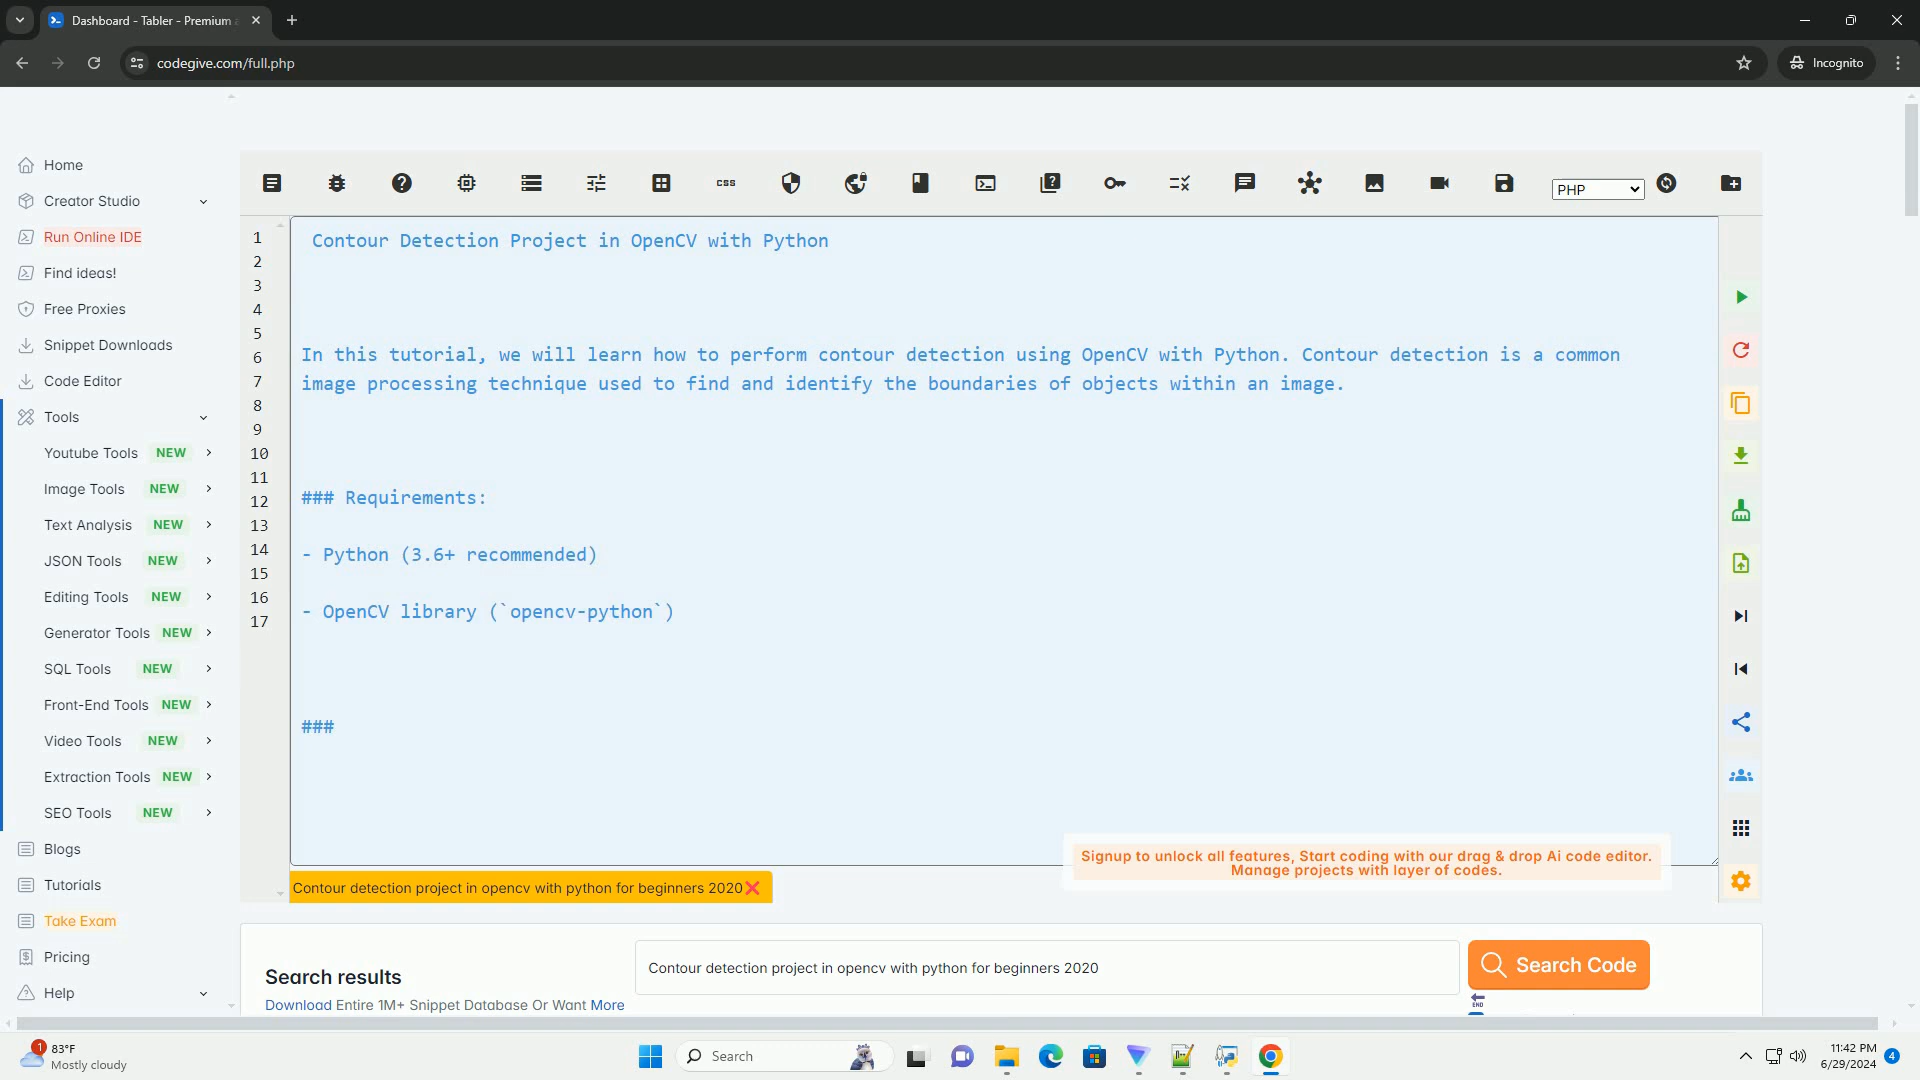 Dashboard - Tabler - Premium
codegive.com/full.php
Incognito
Home
Creator Studio
Run Online IDE
Find ideas!
Free Proxies
Snippet Downloads
Code Editor
Tools
Youtube Tools NEW
Image Tools NEW
Text Analysis NEW
JSON Tools NEW
Editing Tools NEW
Generator Tools NEW
SQL Tools NEW
Front-End Tools NEW
Video Tools NEW
Extraction Tools NEW
SEO Tools NEW
Blogs
Tutorials
Take Exam
Pricing
Help
CSS
PHP
1
2
3
4
5
6
7
8
9
10
11
12
13
14
15
16
17
Contour Detection Project in OpenCV with Python
In this tutorial, we will learn how to perform contour detection using OpenCV with Python. Contour detection is a common
image processing technique used to find and identify the boundaries of objects within an image.
### Requirements:
- Python (3.6+ recommended)
- OpenCV library (`opencv-python`)
###
Signup to unlock all features, Start coding with our drag & drop Ai code editor.
Manage projects with layer of codes.
Contour detection project in opencv with python for beginners 2020
Search results
Download Entire 1M+ Snippet Database Or Want More
Contour detection project in opencv with python for beginners 2020
Search Code
END
1
83°F
Mostly cloudy
Search
11:42 PM
6/29/2024
4